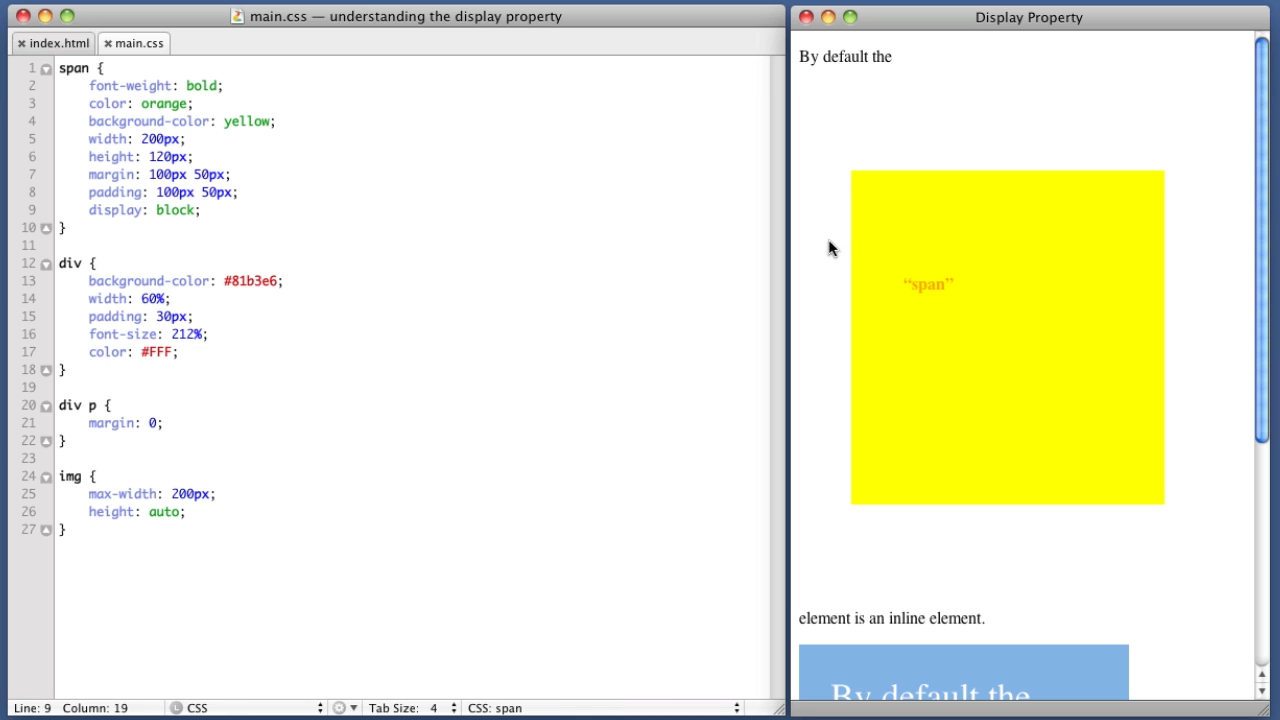 main.css — understanding the display property
index.html
main.css
1 span {
2 font-weight: bold;
3 color: orange;
4 background-color: yellow;
5 width: 200px;
6 height: 120px;
7 margin: 100px 50px;
8 padding: 100px 50px;
9 display: block;
10 }
11
12 div {
13 background-color: #81b3e6;
14 width: 60%;
15 padding: 30px;
16 font-size: 212%;
17 color: #FFF;
18 }
19
20 div p {
21 margin: 0;
22 }
23
24 img {
25 max-width: 200px;
26 height: auto;
27 }
Line: 9 Column: 19 L CSS Tab Size: 4 CSS: span
Display Property
By default the
“span”
element is an inline element.
By default the